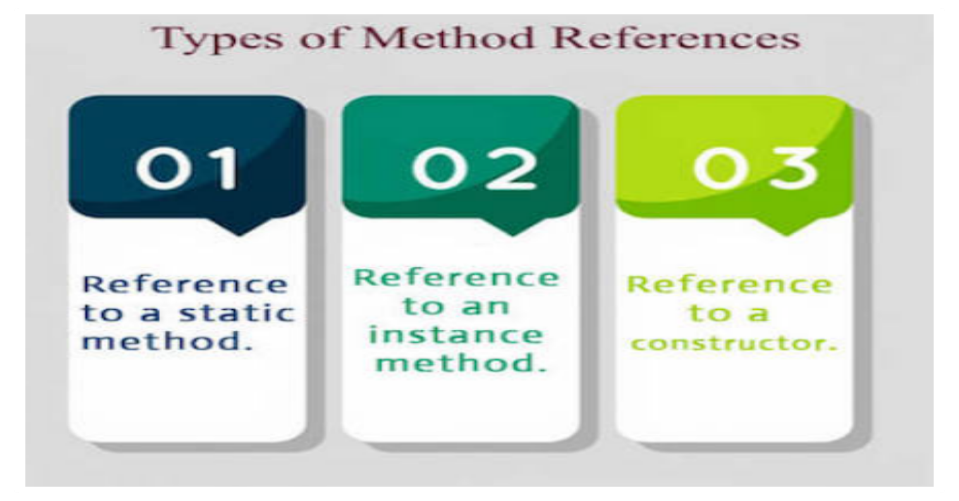 Types of Method References
01
Reference
to a static
method.
02
Reference
to an
instance
method.
03
Reference
to a
constructor.